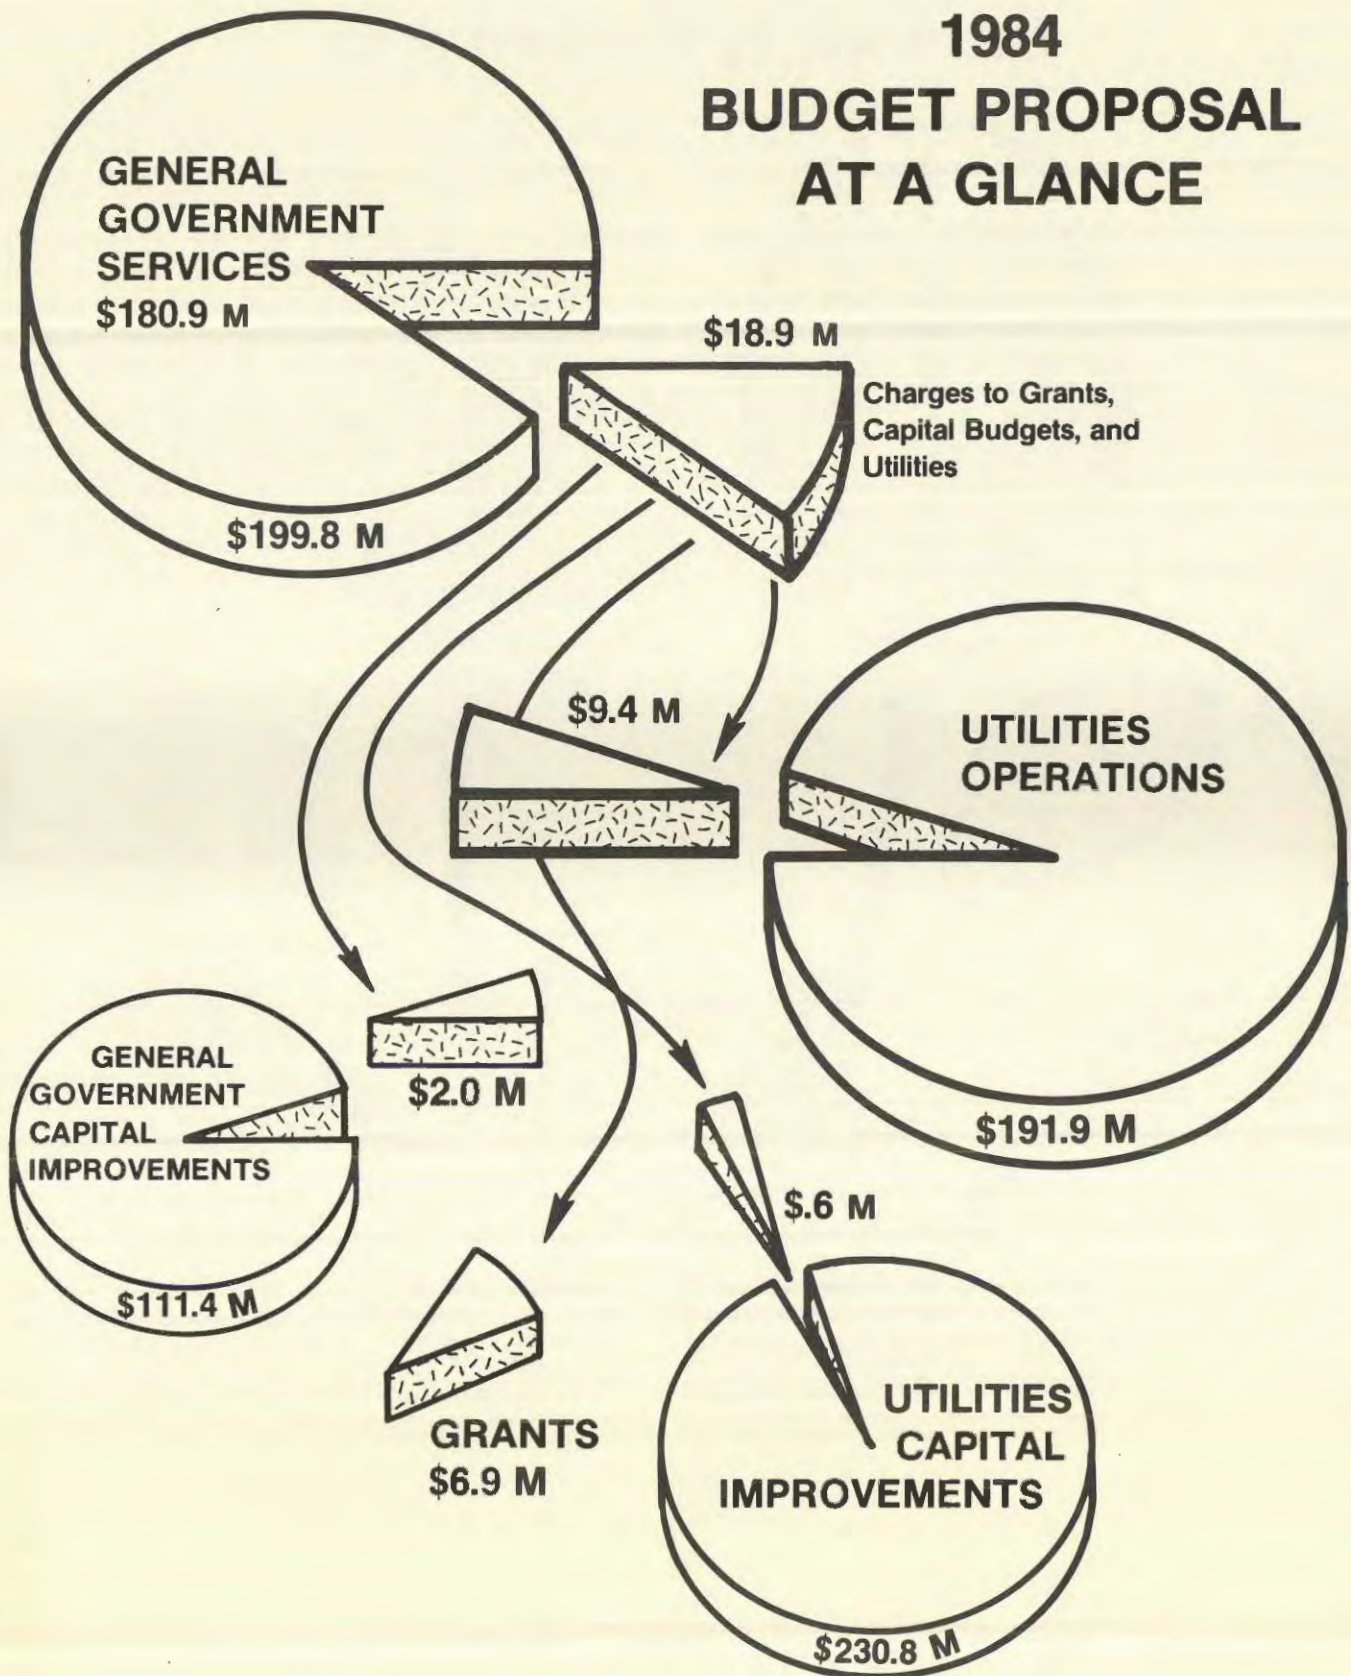 1984
BUDGET PROPOSAL
AT A GLANCE
GENERAL
GOVERNMENT
SERVICES
$180.9 M
$199.8 M
$18.9 M
Charges to Grants,
Capital Budgets, and
Utilities
$9.4 M
UTILITIES
OPERATIONS
$191.9 M
GENERAL
GOVERNMENT
CAPITAL
IMPROVEMENTS
$111.4 M
$2.0 M
$.6 M
GRANTS
$6.9 M
UTILITIES
CAPITAL
IMPROVEMENTS
$230.8 M